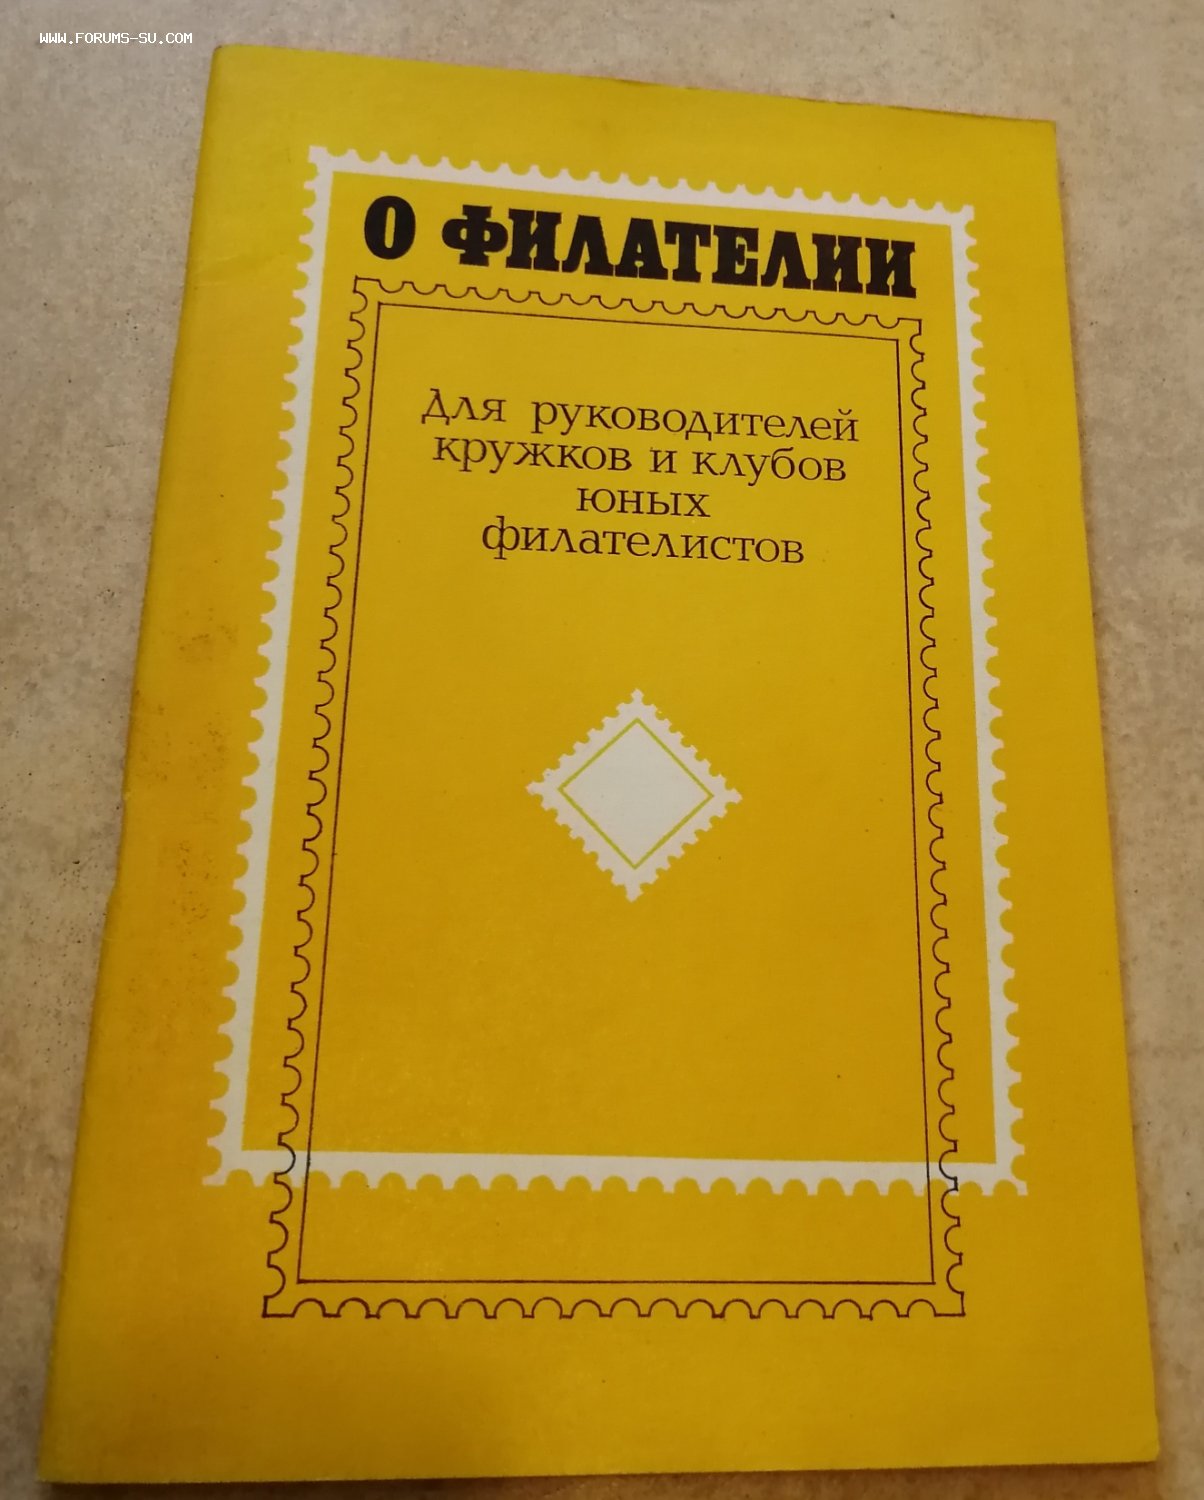 www.forums-su.com
О ФИЛАТЕЛИИ
Для руководителей
кружков и клубов
юных
филателистов